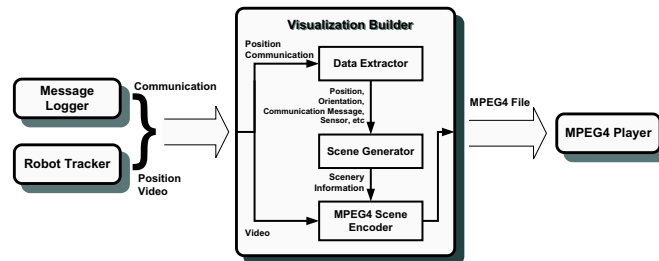 Visualization Builder
Message
Logger
Robot Tracker
Communication
Position
Video
Position
Communication
Data Extractor
Position,
Orientation,
Communication Message,
Sensor, etc
Scene Generator
Scenery
Information
MPEG4 Scene
Encoder
Video
MPEG4 File
MPEG4 Player